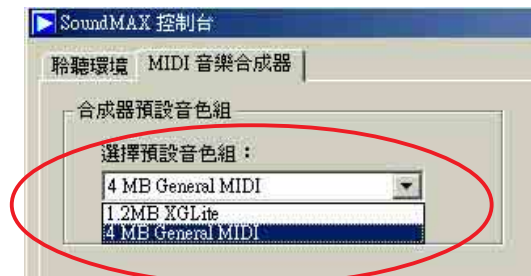 SoundMAX 控制台
聆聽環境 MIDI 音樂合成器
合成器預設音色組
選擇預設音色組：
4 MB General MIDI
1.2MB XGLite
4 MB General MIDI